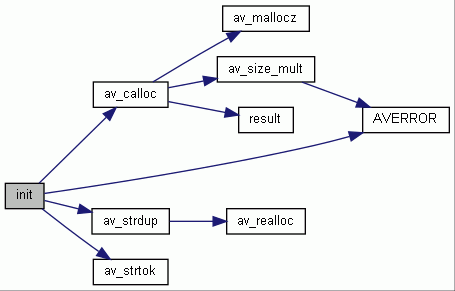 av_mallocz
av_size_mult
av_calloc
result
AVERROR
init
av_strdup
av_realloc
av_strtok